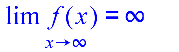 lim f(x) = ∞
x→∞